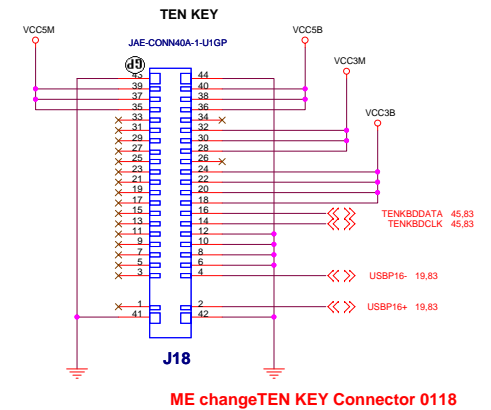 TEN KEY
VCC5M VCC5B
JAE-CONN40A-1-U1GP
VCC3M
GP
43 44
39 40
37 38
35 36
VCC3B
33 34
31 32
29 30
27 28
25 26
23 24
21 22
19 20
17 18
15 16 TENKBDDATA 45,83
13 14 TENKBDCLK 45,83
11 12
9 10
7 8
5 6
3 4 USBP16- 19,83
1 2 USBP16+ 19,83
41 42
J18
ME changeTEN KEY Connector 0118